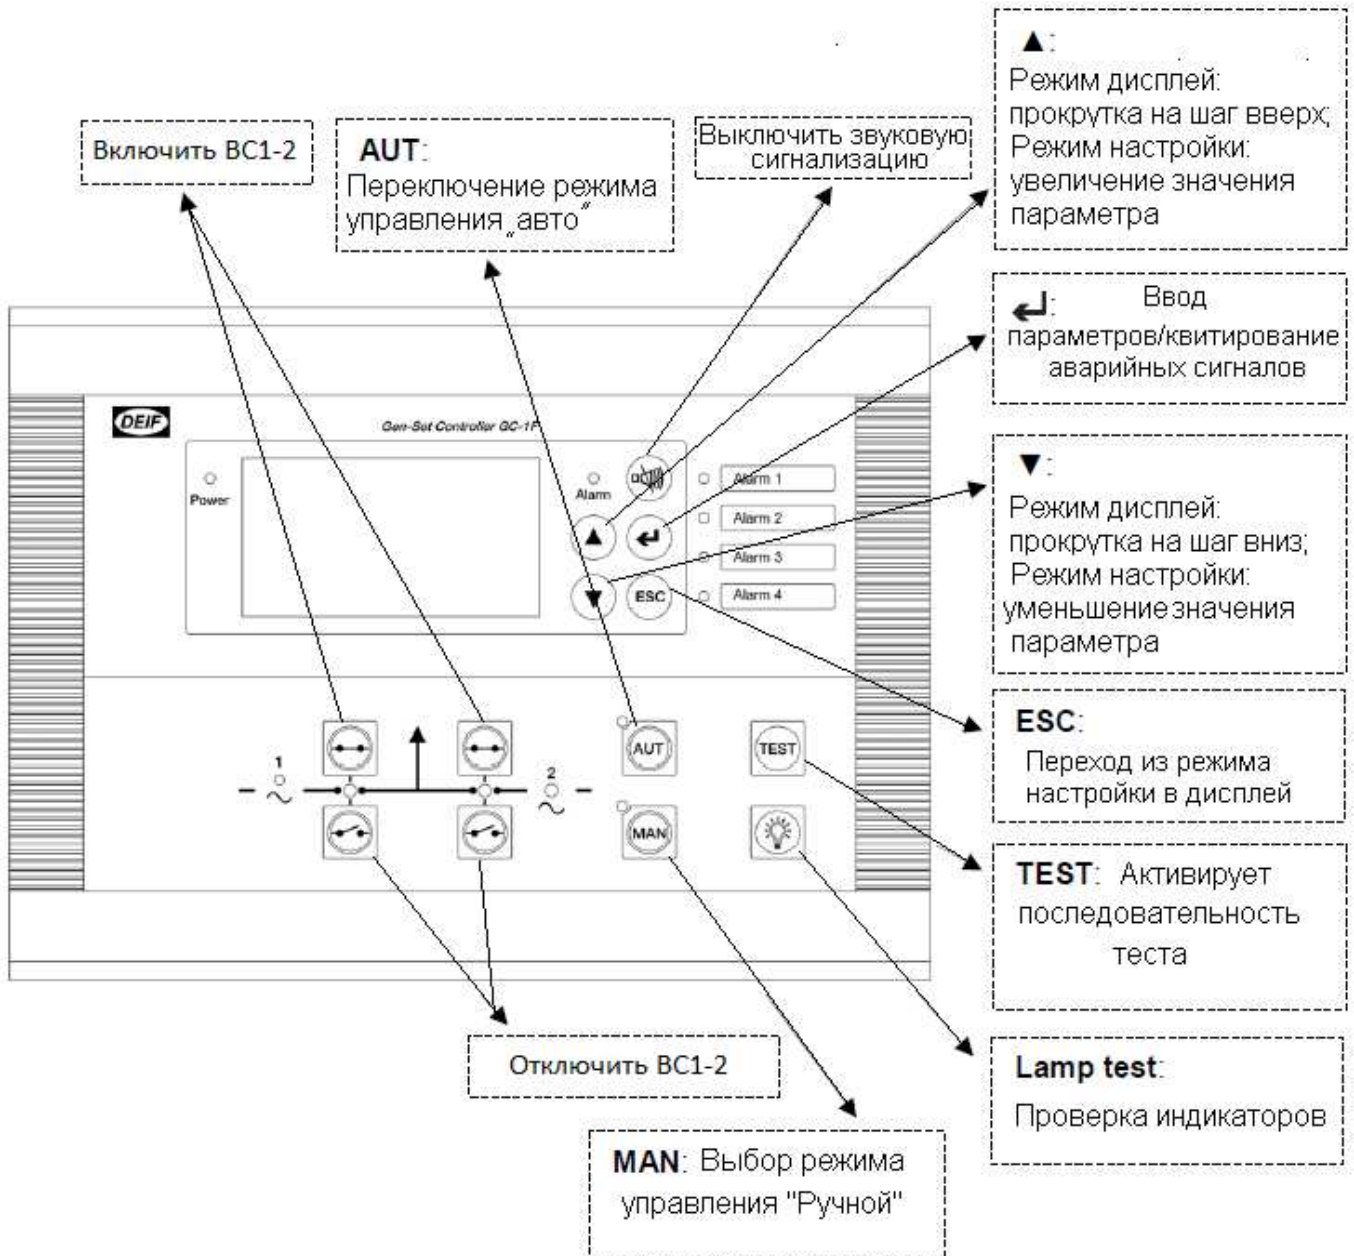 ▲:
Режим дисплей:
прокрутка на шаг вверх;
Режим настройки:
увеличение значения
параметра
Включить ВС1-2
AUT:
Переключение режима
управления „авто“
Выключить звуковую
сигнализацию
↵: Ввод
параметров/квитирование
аварийных сигналов
DEIF
Gen-Set Controller GC-1F
Power
Alarm
Alarm 1
Alarm 2
Alarm 3
Alarm 4
▲
↵
▼
ESC
▼:
Режим дисплей:
прокрутка на шаг вниз;
Режим настройки:
уменьшение значения
параметра
ESC:
Переход из режима
настройки в дисплей
1
2
AUT
TEST
MAN
TEST: Активирует
последовательность
теста
Отключить ВС1-2
Lamp test:
Проверка индикаторов
MAN: Выбор режима
управления "Ручной"